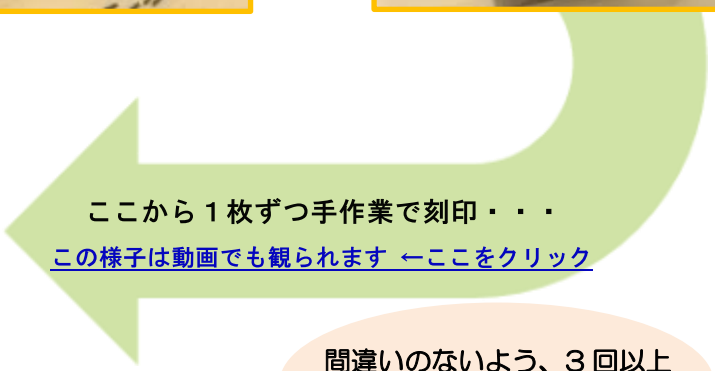 ここから１枚ずつ手作業で刻印・・・
この様子は動画でも観られます ←ここをクリック
間違いのないよう、３回以上